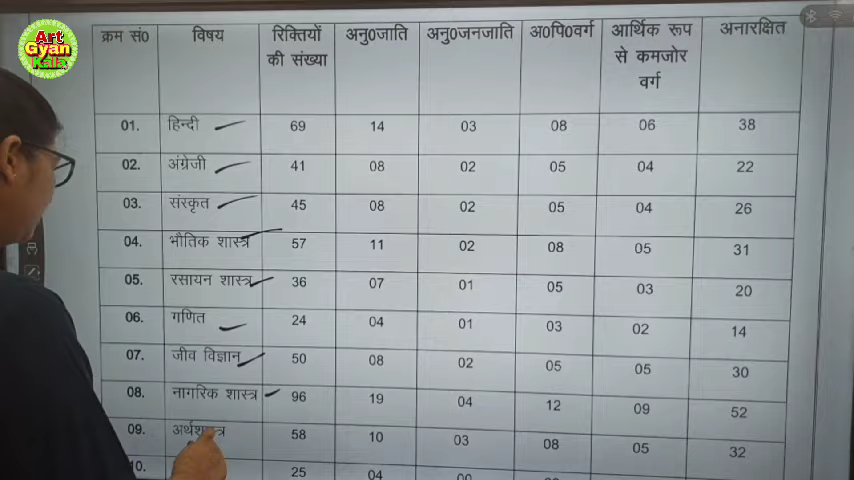 Art
Gyan
Kala
क्रम सं0 विषय रिक्तियों की संख्या अनु0जाति अनु0जनजाति अ0पि0वर्ग आर्थिक रूप से कमजोर वर्ग अनारक्षित
01. हिन्दी 69 14 03 08 06 38
02. अंग्रेजी 41 08 02 05 04 22
03. संस्कृत 45 08 02 05 04 26
04. भौतिक शास्त्र 57 11 02 08 05 31
05. रसायन शास्त्र 36 07 01 05 03 20
06. गणित 24 04 01 03 02 14
07. जीव विज्ञान 50 08 02 05 05 30
08. नागरिक शास्त्र 96 19 04 12 09 52
09. अर्थशास्त्र 58 10 03 08 05 32
10. 25 04 00